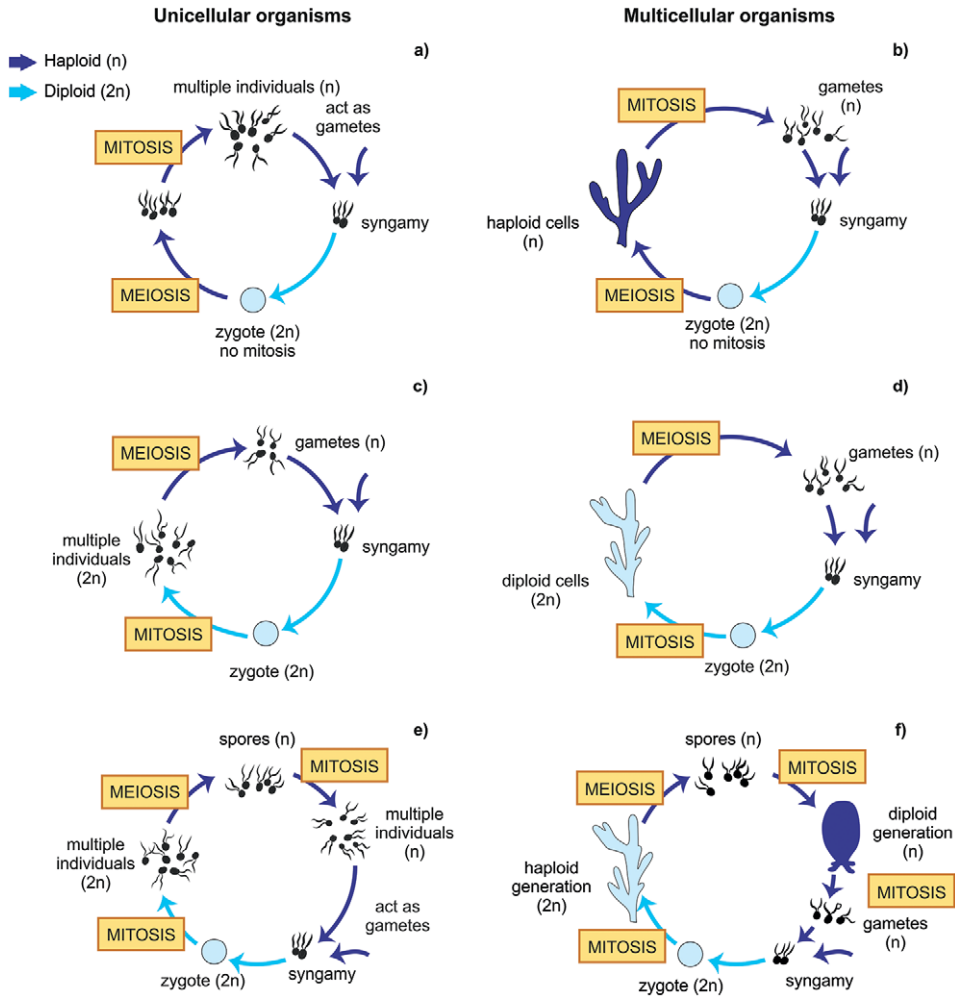 Unicellular organisms
Multicellular organisms
Haploid (n)
Diploid (2n)
a)
multiple individuals (n)
act as
gametes
MITOSIS
syngamy
MEIOSIS
zygote (2n)
no mitosis
b)
gametes
(n)
MITOSIS
haploid cells
(n)
syngamy
MEIOSIS
zygote (2n)
no mitosis
c)
gametes (n)
MEIOSIS
multiple
individuals
(2n)
syngamy
MITOSIS
zygote (2n)
d)
MEIOSIS
gametes (n)
diploid cells
(2n)
syngamy
MITOSIS
zygote (2n)
e)
spores (n)
MITOSIS
MEIOSIS
multiple
individuals
(n)
multiple
individuals
(2n)
act as
gametes
MITOSIS
syngamy
zygote (2n)
f)
spores (n)
MITOSIS
MEIOSIS
diploid
generation
(n)
haploid
generation
(2n)
MITOSIS
gametes
(n)
MITOSIS
syngamy
zygote (2n)